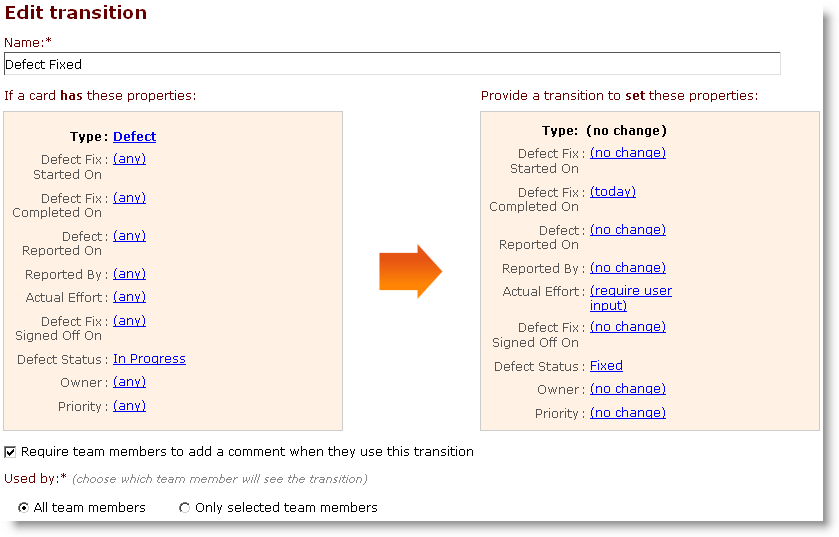 Edit transition
Name:*
Defect Fixed
If a card has these properties:
Type: Defect
Defect Fix : (any)
Started On
Defect Fix : (any)
Completed On
Defect : (any)
Reported On
Reported By : (any)
Actual Effort : (any)
Defect Fix : (any)
Signed Off On
Defect Status : In Progress
Owner : (any)
Priority : (any)
Provide a transition to set these properties:
Type: (no change)
Defect Fix : (no change)
Started On
Defect Fix : (today)
Completed On
Defect : (no change)
Reported On
Reported By : (no change)
Actual Effort : (require user
input)
Defect Fix : (no change)
Signed Off On
Defect Status : Fixed
Owner : (no change)
Priority : (no change)
Require team members to add a comment when they use this transition
Used by:* (choose which team member will see the transition)
All team members Only selected team members